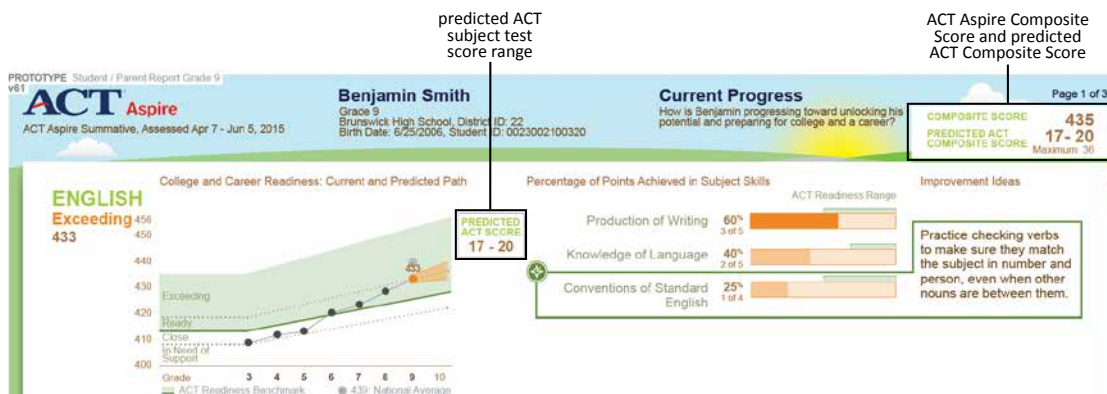 predicted ACT
subject test
score range
ACT Aspire Composite
Score and predicted
ACT Composite Score
PROTOTYPE Student / Parent Report Grade 9
v61
ACT Aspire
ACT Aspire Summative, Assessed Apr 7 - Jun 5, 2015
Benjamin Smith
Grade 9
Brunswick High School, District ID: 22
Birth Date: 6/25/2006, Student ID: 0023002100320
Current Progress
How is Benjamin progressing toward unlocking his
potential and preparing for college and a career?
Page 1 of 3
COMPOSITE SCORE 435
PREDICTED ACT
COMPOSITE SCORE 17- 20
Maximum 36
ENGLISH
Exceeding
433
College and Career Readiness: Current and Predicted Path
456
450
440
430
420
410
400
433
Exceeding
Ready
Close
In Need of
Support
Grade 3 4 5 6 7 8 9 10
ACT Readiness Benchmark 439: National Average
PREDICTED
ACT SCORE
17 - 20
Percentage of Points Achieved in Subject Skills
ACT Readiness Range
Production of Writing 60%
3 of 5
Knowledge of Language 40%
2 of 5
Conventions of Standard
English 25%
1 of 4
Improvement Ideas
Practice checking verbs
to make sure they match
the subject in number and
person, even when other
nouns are between them.